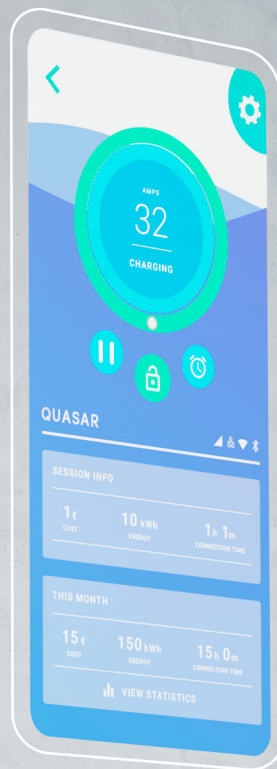 AMPS
32
CHARGING
QUASAR
SESSION INFO
1€ 10 kWh 1h 1m
COST ENERGY CONNECTION TIME
THIS MONTH
15€ 150 kWh 15h 0m
COST ENERGY CONNECTION TIME
VIEW STATISTICS